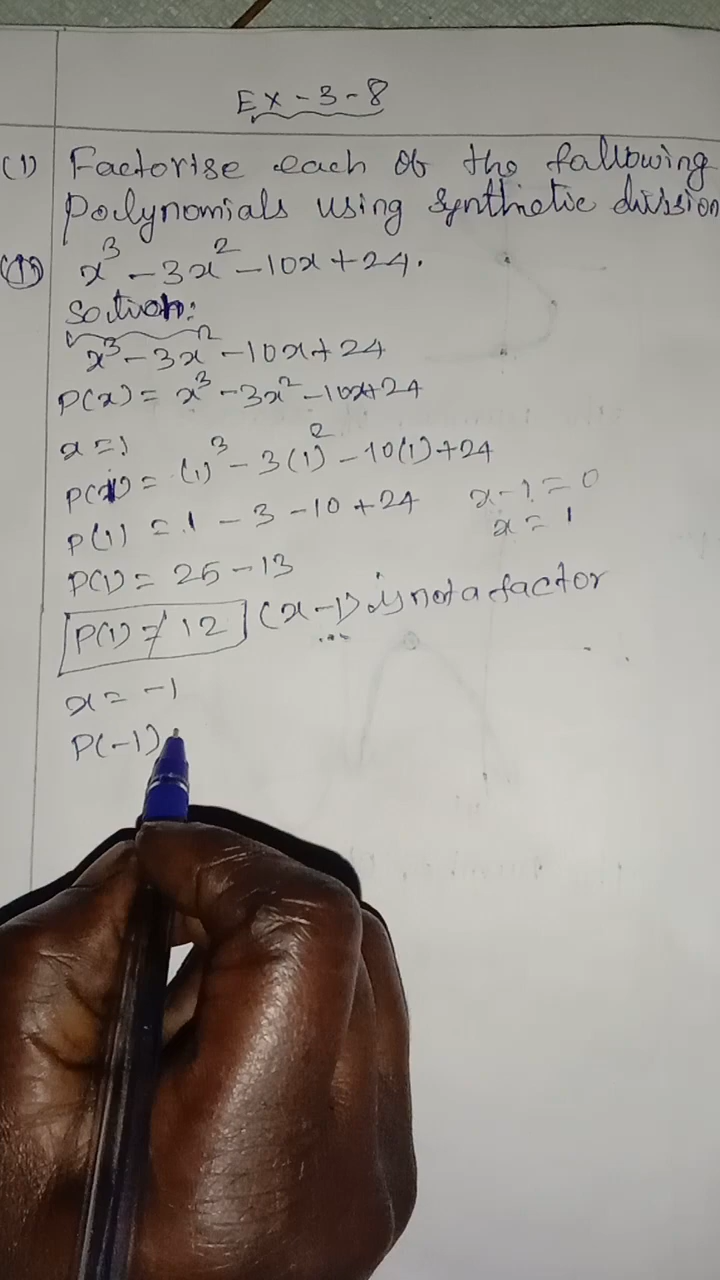 Ex-3-8
(1) Factorise each of the fallowing
polynomials using synthetic division
x³ - 3x² - 10x + 24.
x³ - 3x² - 10x + 24
P(x) = x³ - 3x² - 10x + 24
x = 1
P(1) = (1)³ - 3(1)² - 10(1) + 24
P(1) = 1 - 3 - 10 + 24
x - 1 = 0
x = 1
P(1) = 25 - 13
P(1) ≠ 12 (x - 1) is not a factor
x = -1
P(-1)